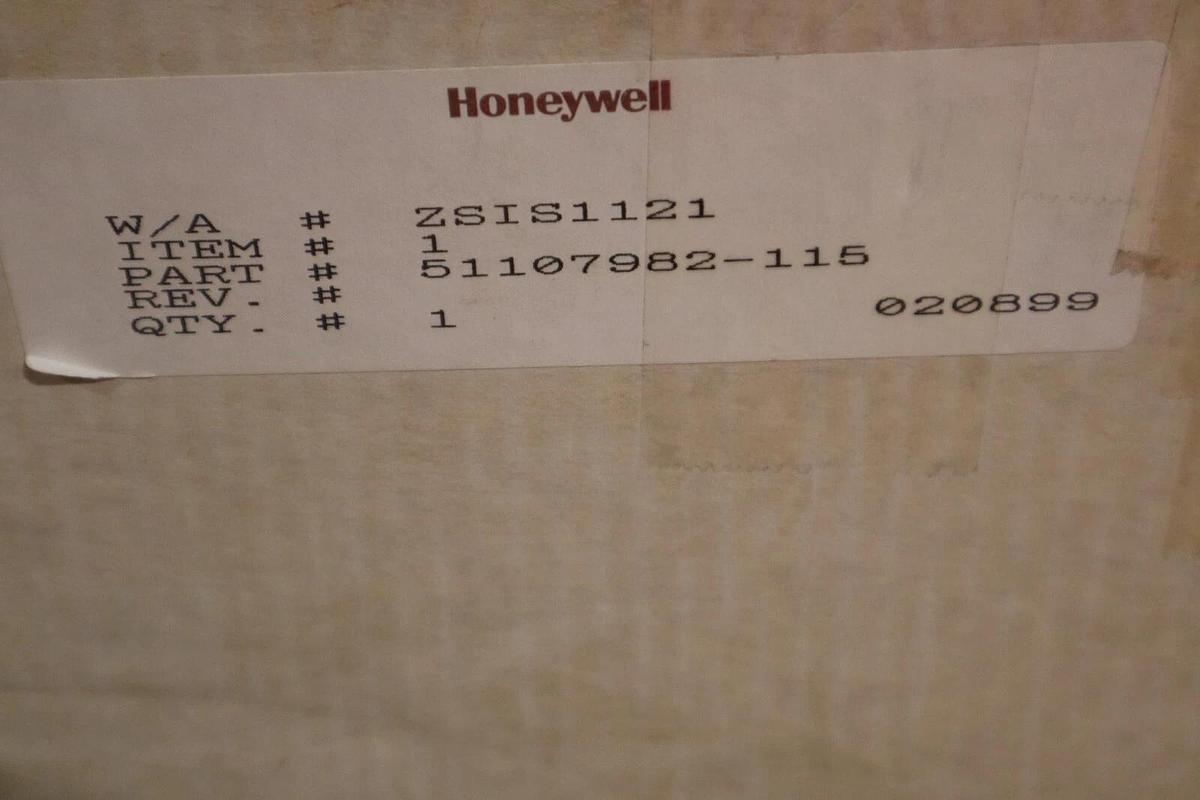 Honeywell
W/A # ZSIS1121
ITEM # 1
PART # 51107982-115
REV. #
020899
QTY. # 1